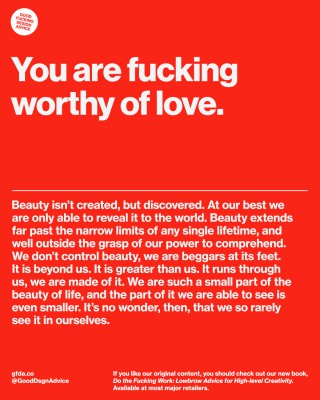 GOOD
FUCKING
DESIGN
ADVICE
You are fucking
worthy of love.
Beauty isn’t created, but discovered. At our best we
are only able to reveal it to the world. Beauty extends
far past the narrow limits of any single lifetime, and
well outside the grasp of our power to comprehend.
We don’t control beauty, we are beggars at its feet.
It is beyond us. It is greater than us. It runs through
us, we are made of it. We are such a small part of the
beauty of life, and the part of it we are able to see is
even smaller. It’s no wonder, then, that we so rarely
see it in ourselves.
gfda.co
@GoodDsgnAdvice
If you like our original content, you should check out our new book,
Do the Fucking Work: Lowbrow Advice for High-level Creativity.
Available at most major retailers.